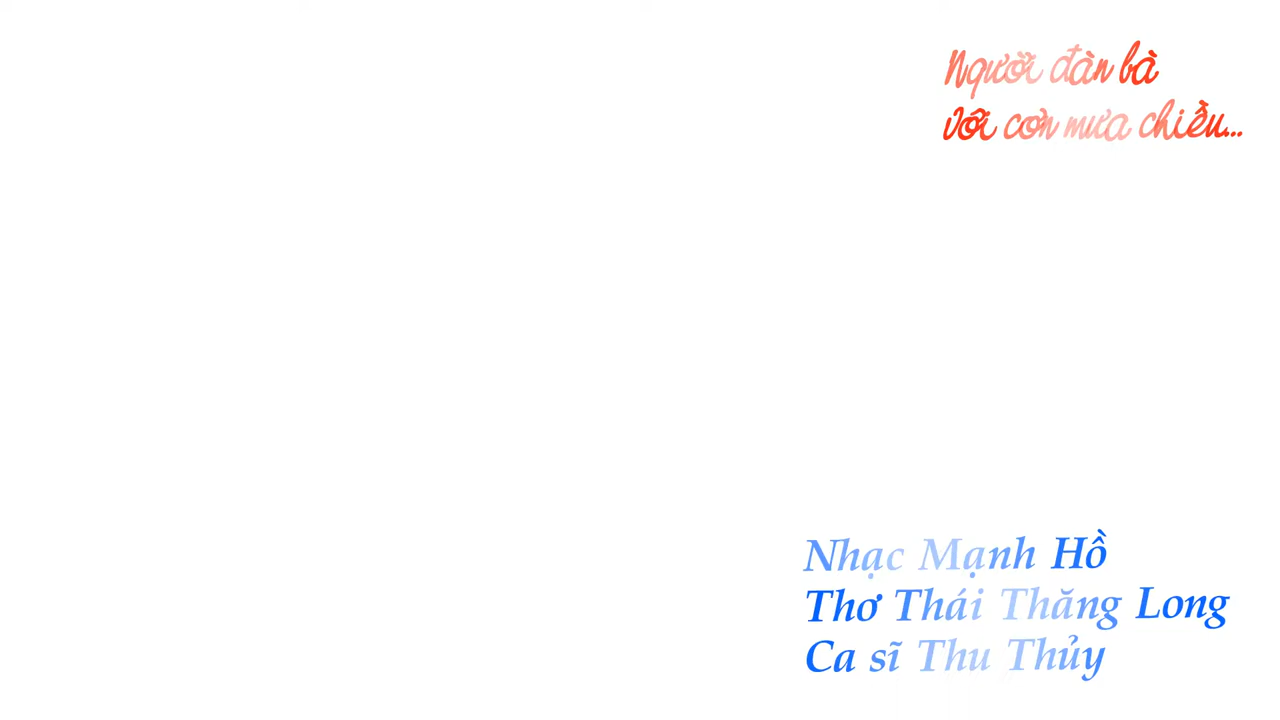 Người đàn bà
với cơn mưa chiều...
Nhạc Mạnh Hồ
Thơ Thái Thăng Long
Ca sĩ Thu Thủy